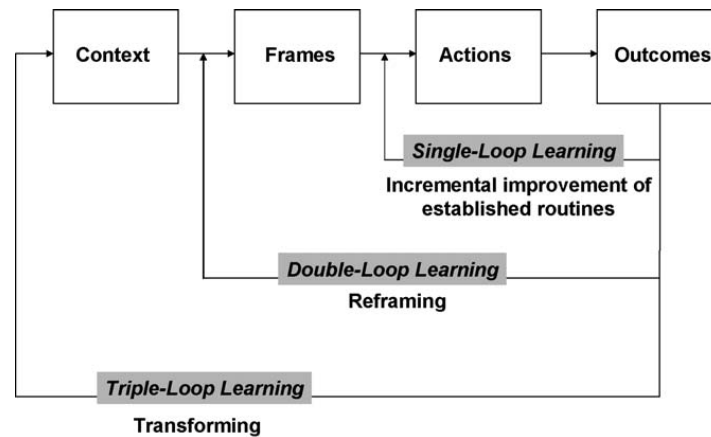 Context
Frames
Actions
Outcomes
Single-Loop Learning
Incremental improvement of
established routines
Double-Loop Learning
Reframing
Triple-Loop Learning
Transforming